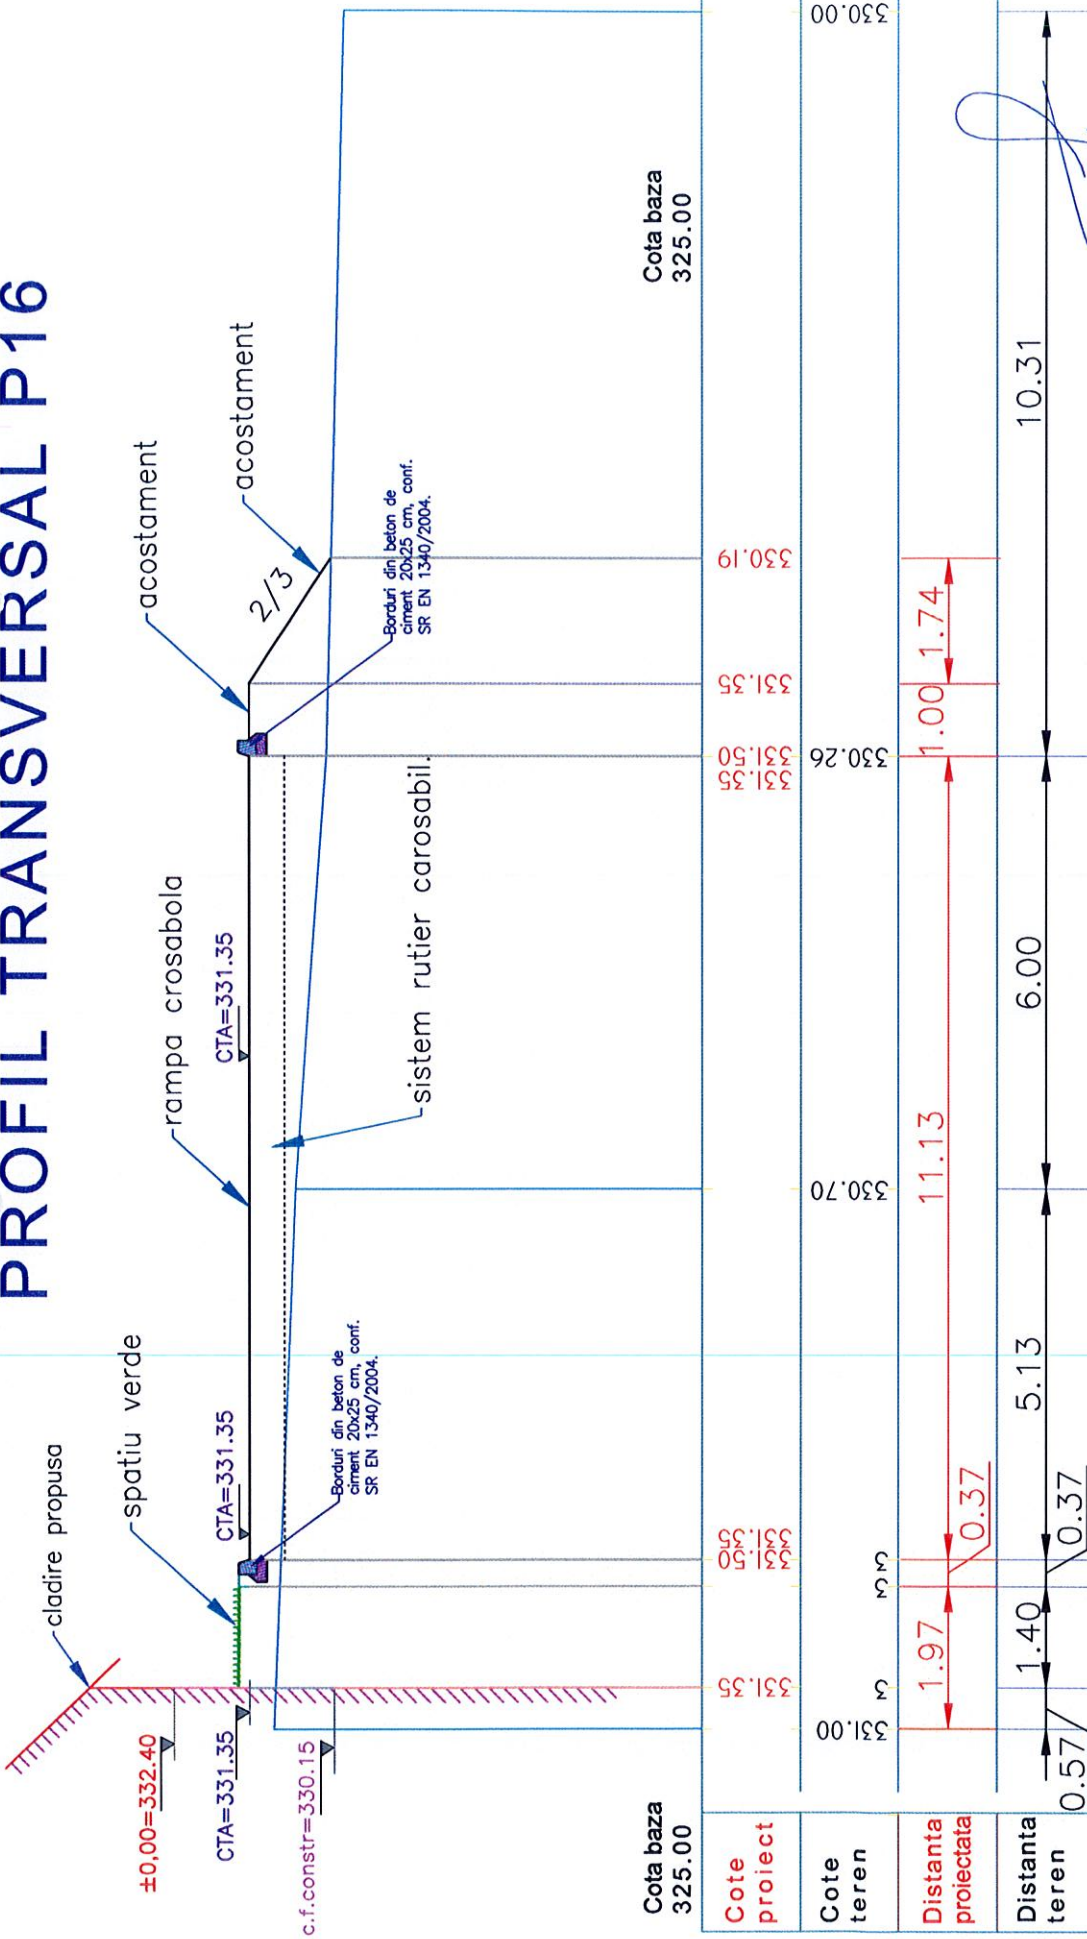 PROFIL TRANSVERSAL P16
cladire propusa
spatiu verde
rampa crosabola
acostament
acostament
2/3
±0,00=332.40
CTA=331.35
CTA=331.35
CTA=331.35
c.f.constr=330.15
Borduri din beton de
ciment 20x25 cm, conf.
SR EN 1340/2004.
sistem rutier carosabil.
Borduri din beton de
ciment 20x25 cm, conf.
SR EN 1340/2004.
Cota baza
325.00
Cota baza
325.00
Cote
proiect
331.35
331.50
331.35
331.35
331.50
331.35
330.19
Cote
teren
331.00
3
3
3
330.70
330.26
330.00
Distanta
proiectata
1.97
0.37
11.13
1.00
1.74
Distanta
teren
0.57
1.40
0.37
5.13
6.00
10.31